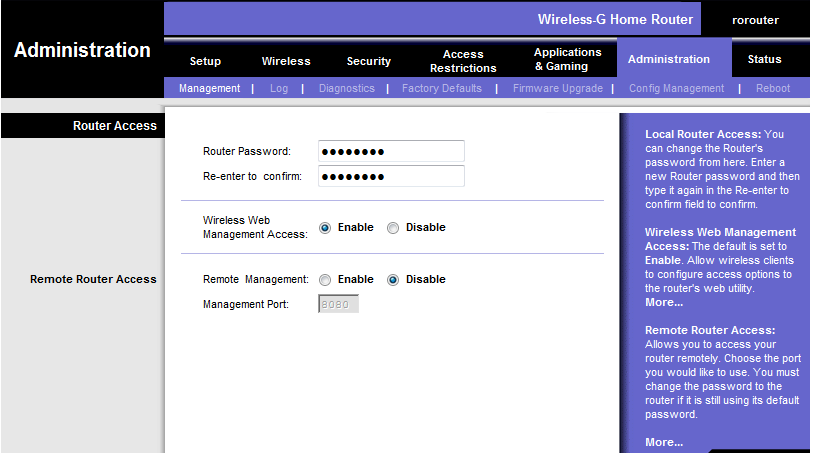 Wireless-G Home Router
rorouter
Administration
Setup
Wireless
Security
Access
Restrictions
Applications
& Gaming
Administration
Status
Management | Log | Diagnostics | Factory Defaults | Firmware Upgrade | Config Management | Reboot
Router Access
Router Password:
Re-enter to confirm:
Wireless Web
Management Access:
Enable
Disable
Remote Router Access
Remote Management:
Enable
Disable
Management Port:
8080
Local Router Access: You
can change the Router's
password from here. Enter a
new Router password and then
type it again in the Re-enter to
confirm field to confirm.
Wireless Web Management
Access: The default is set to
Enable. Allow wireless clients
to configure access options to
the router's web utility.
More...
Remote Router Access:
Allows you to access your
router remotely. Choose the port
you would like to use. You must
change the password to the
router if it is still using its default
password.
More...